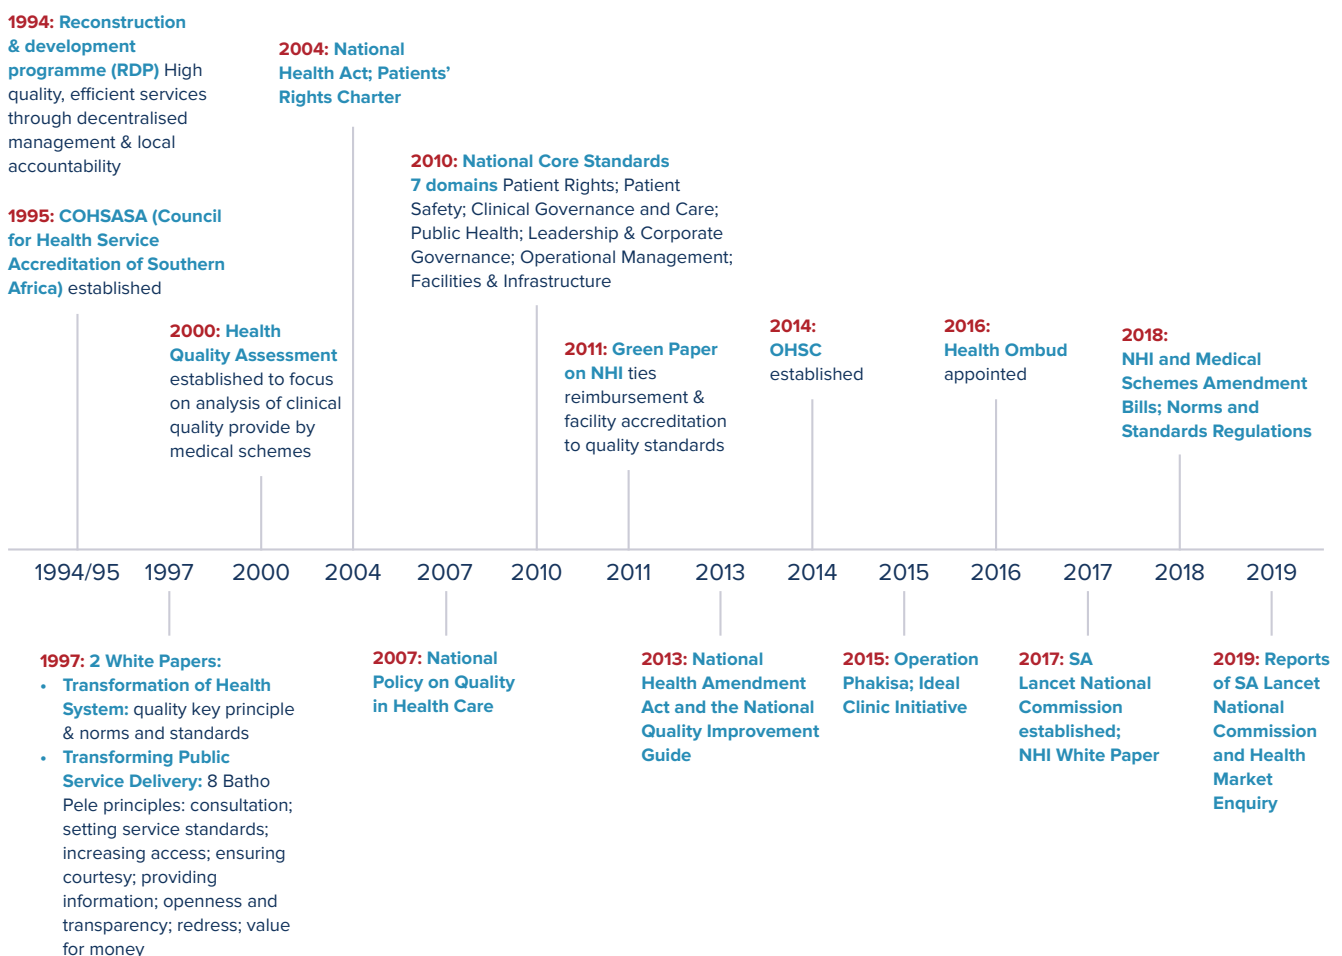 1994: Reconstruction
& development
programme (RDP) High
quality, efficient services
through decentralised
management & local
accountability
1995: COHSASA (Council
for Health Service
Accreditation of Southern
Africa) established
2000: Health
Quality Assessment
established to focus
on analysis of clinical
quality provide by
medical schemes
2004: National
Health Act; Patients’
Rights Charter
2010: National Core Standards
7 domains Patient Rights; Patient
Safety; Clinical Governance and Care;
Public Health; Leadership & Corporate
Governance; Operational Management;
Facilities & Infrastructure
2011: Green Paper
on NHI ties
reimbursement &
facility accreditation
to quality standards
2014:
OHSC
established
2016:
Health Ombud
appointed
2018:
NHI and Medical
Schemes Amendment
Bills; Norms and
Standards Regulations
1994/95 1997 2000 2004 2007 2010 2011 2013 2014 2015 2016 2017 2018 2019
1997: 2 White Papers:
• Transformation of Health
System: quality key principle
& norms and standards
• Transforming Public
Service Delivery: 8 Batho
Pele principles: consultation;
setting service standards;
increasing access; ensuring
courtesy; providing
information; openness and
transparency; redress; value
for money
2007: National
Policy on Quality
in Health Care
2013: National
Health Amendment
Act and the National
Quality Improvement
Guide
2015: Operation
Phakisa; Ideal
Clinic Initiative
2017: SA
Lancet National
Commission
established;
NHI White Paper
2019: Reports
of SA Lancet
National
Commission
and Health
Market
Enquiry